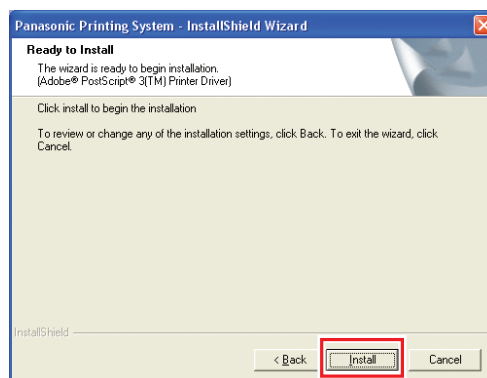 Panasonic Printing System - InstallShield Wizard
Ready to Install
The wizard is ready to begin installation.
(Adobe® PostScript® 3(TM) Printer Driver)
Click install to begin the installation
To review or change any of the installation settings, click Back. To exit the wizard, click
Cancel.
InstallShield
< Back Install Cancel